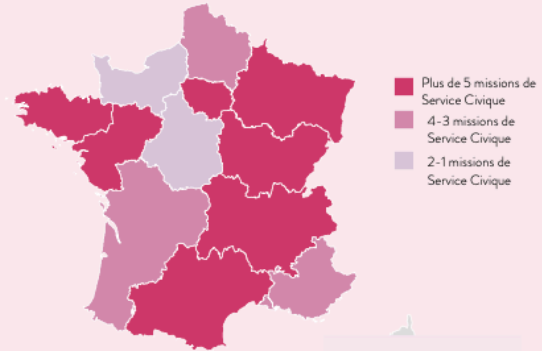 Plus de 5 missions de
Service Civique
4-3 missions de
Service Civique
2-1 missions de
Service Civique